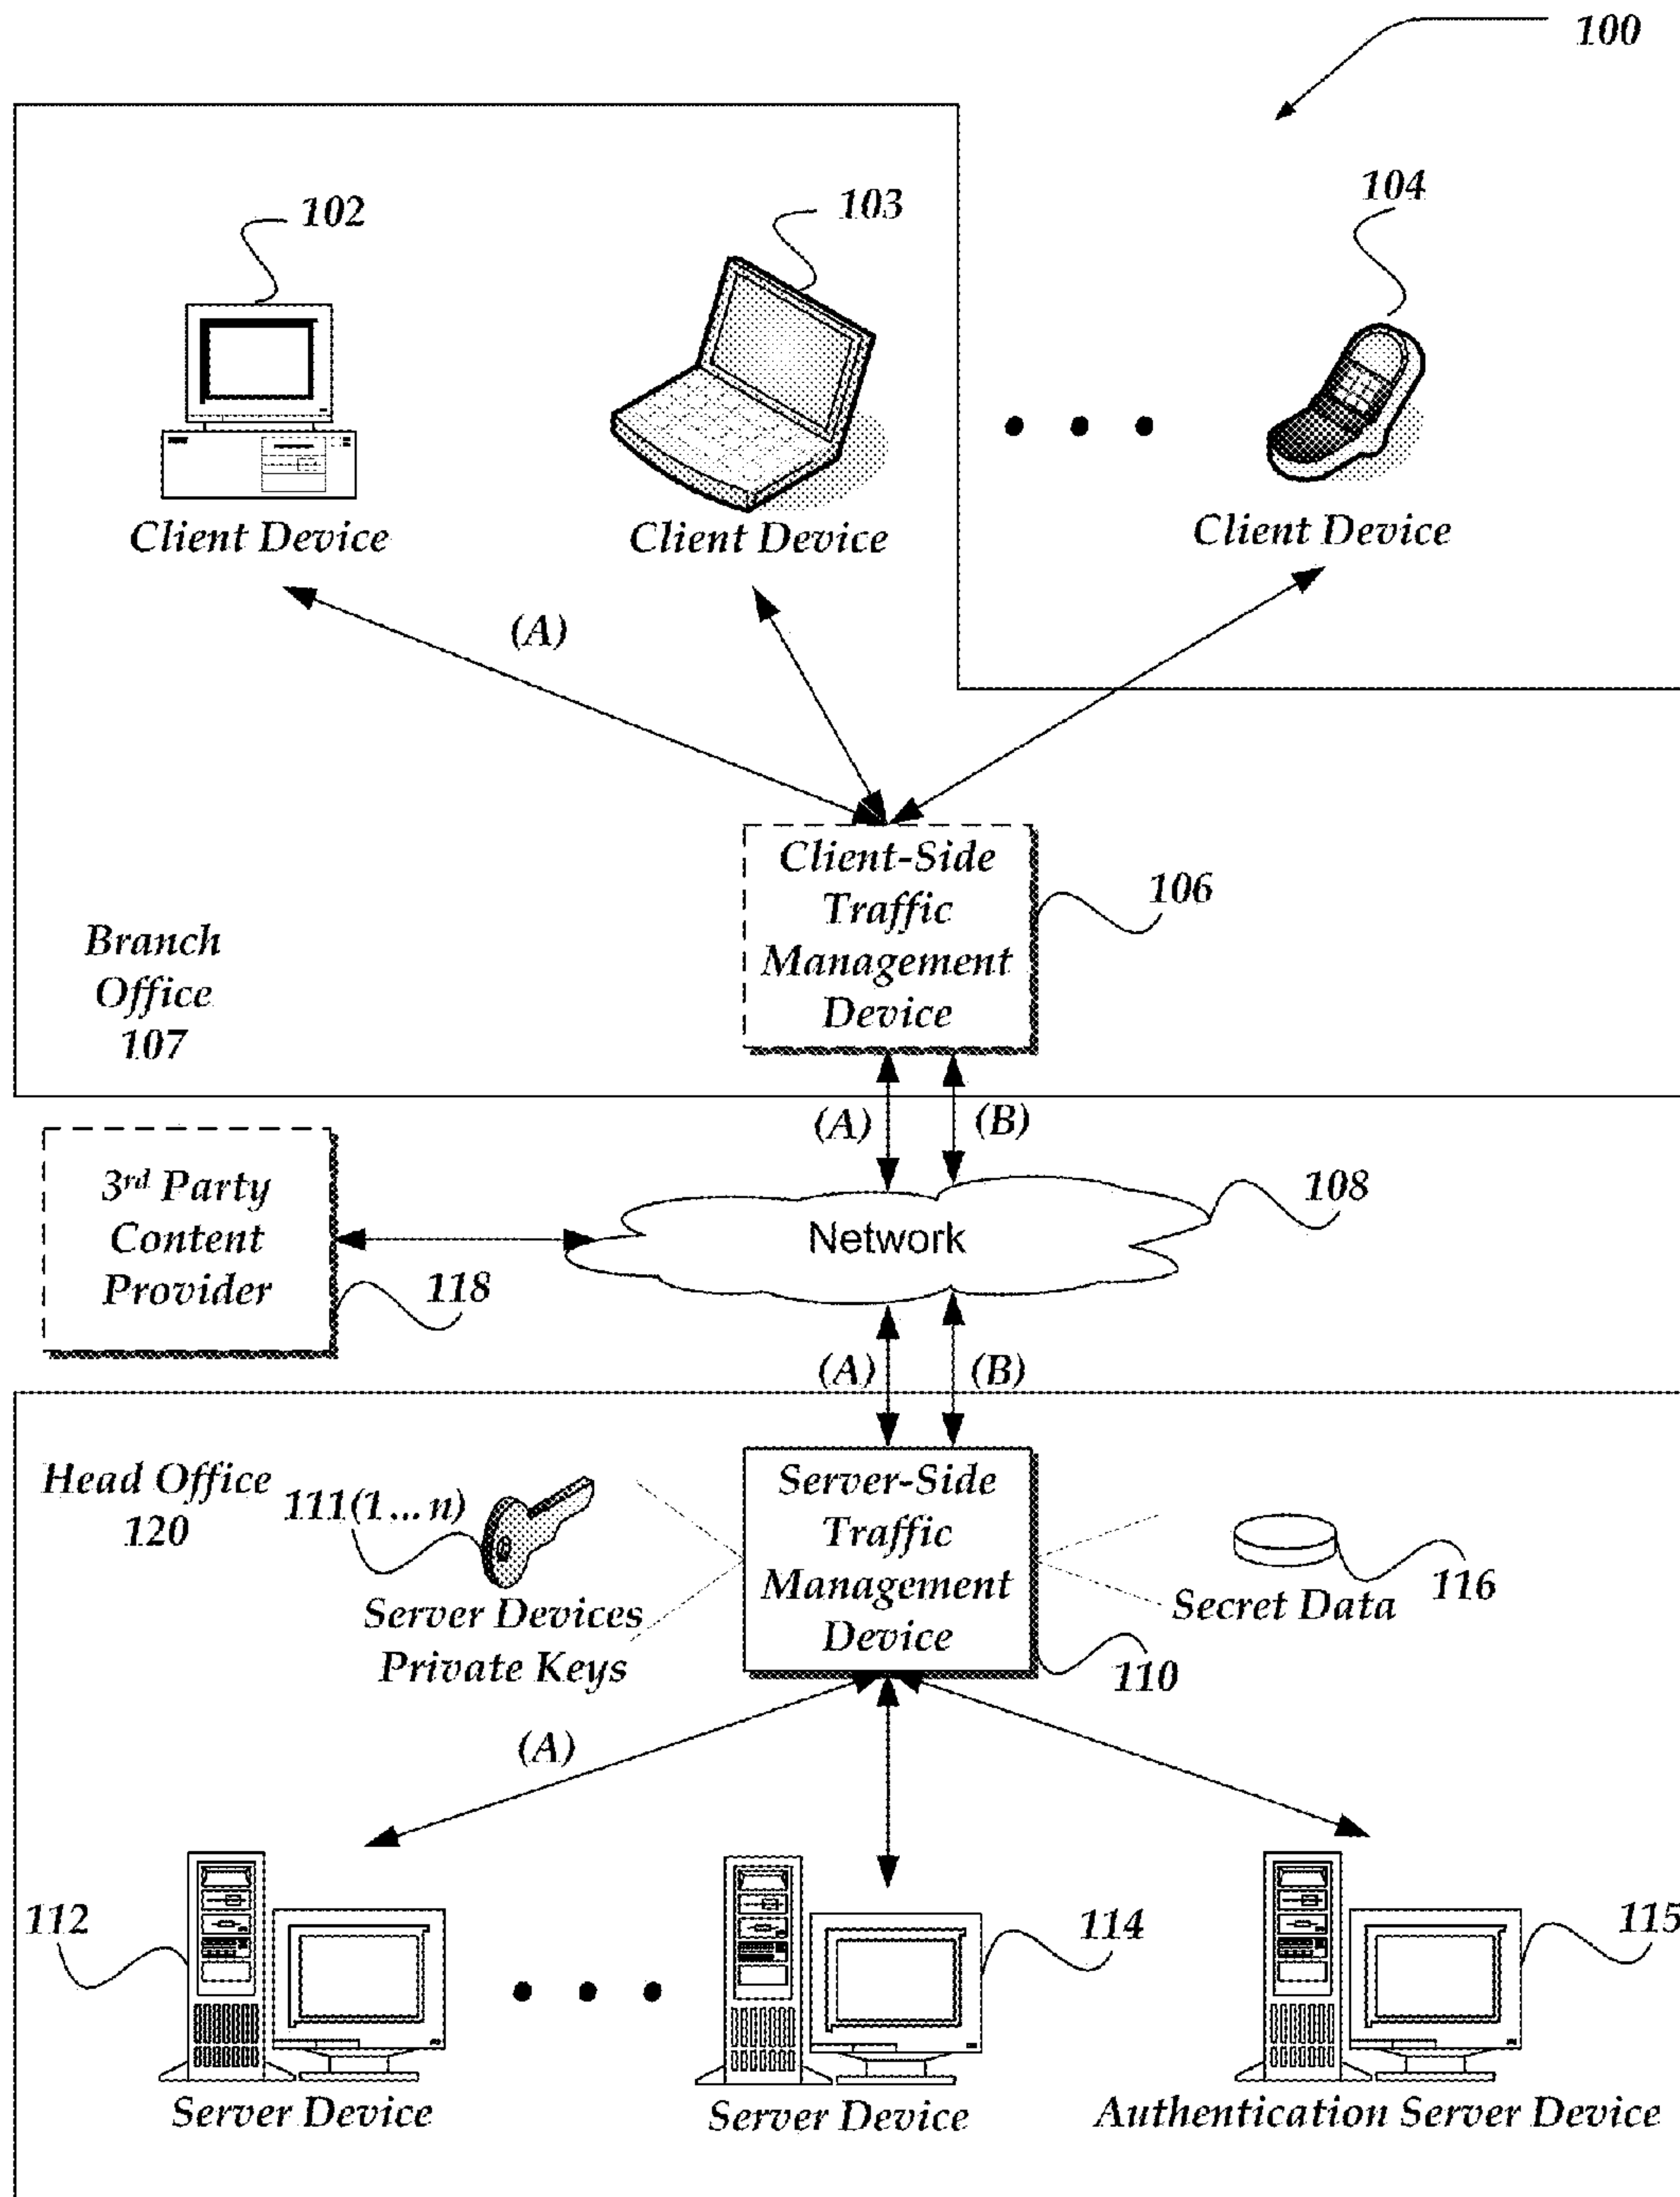 100
102
103
104
Client Device
Client Device
Client Device
(A)
Client-Side
Traffic
Management
Device
106
Branch
Office
107
(A)
(B)
3rd Party
Content
Provider
118
Network
108
(A)
(B)
Head Office
120
111(1...n)
Server Devices
Private Keys
Server-Side
Traffic
Management
Device
110
Secret Data
116
(A)
112
114
115
Server Device
Server Device
Authentication Server Device